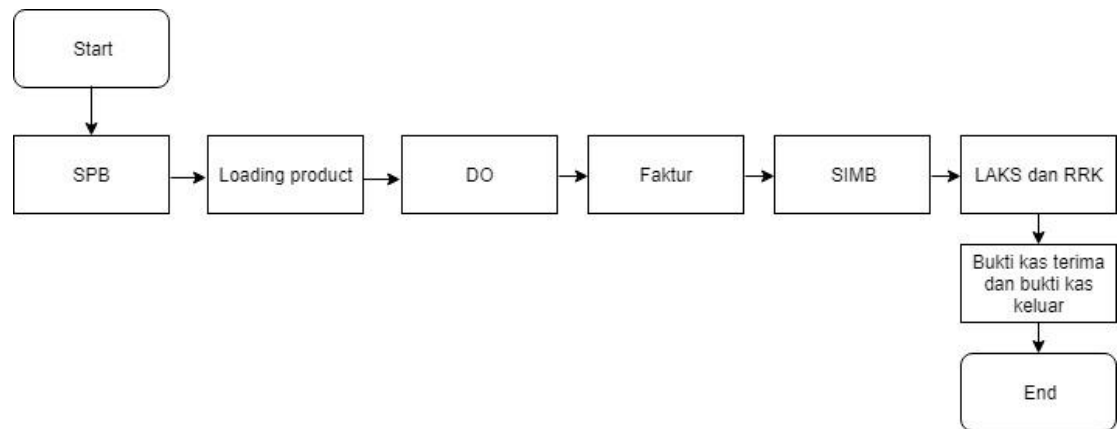 Start
SPB
Loading product
DO
Faktur
SIMB
LAKS dan RRK
Bukti kas terima
dan bukti kas
keluar
End